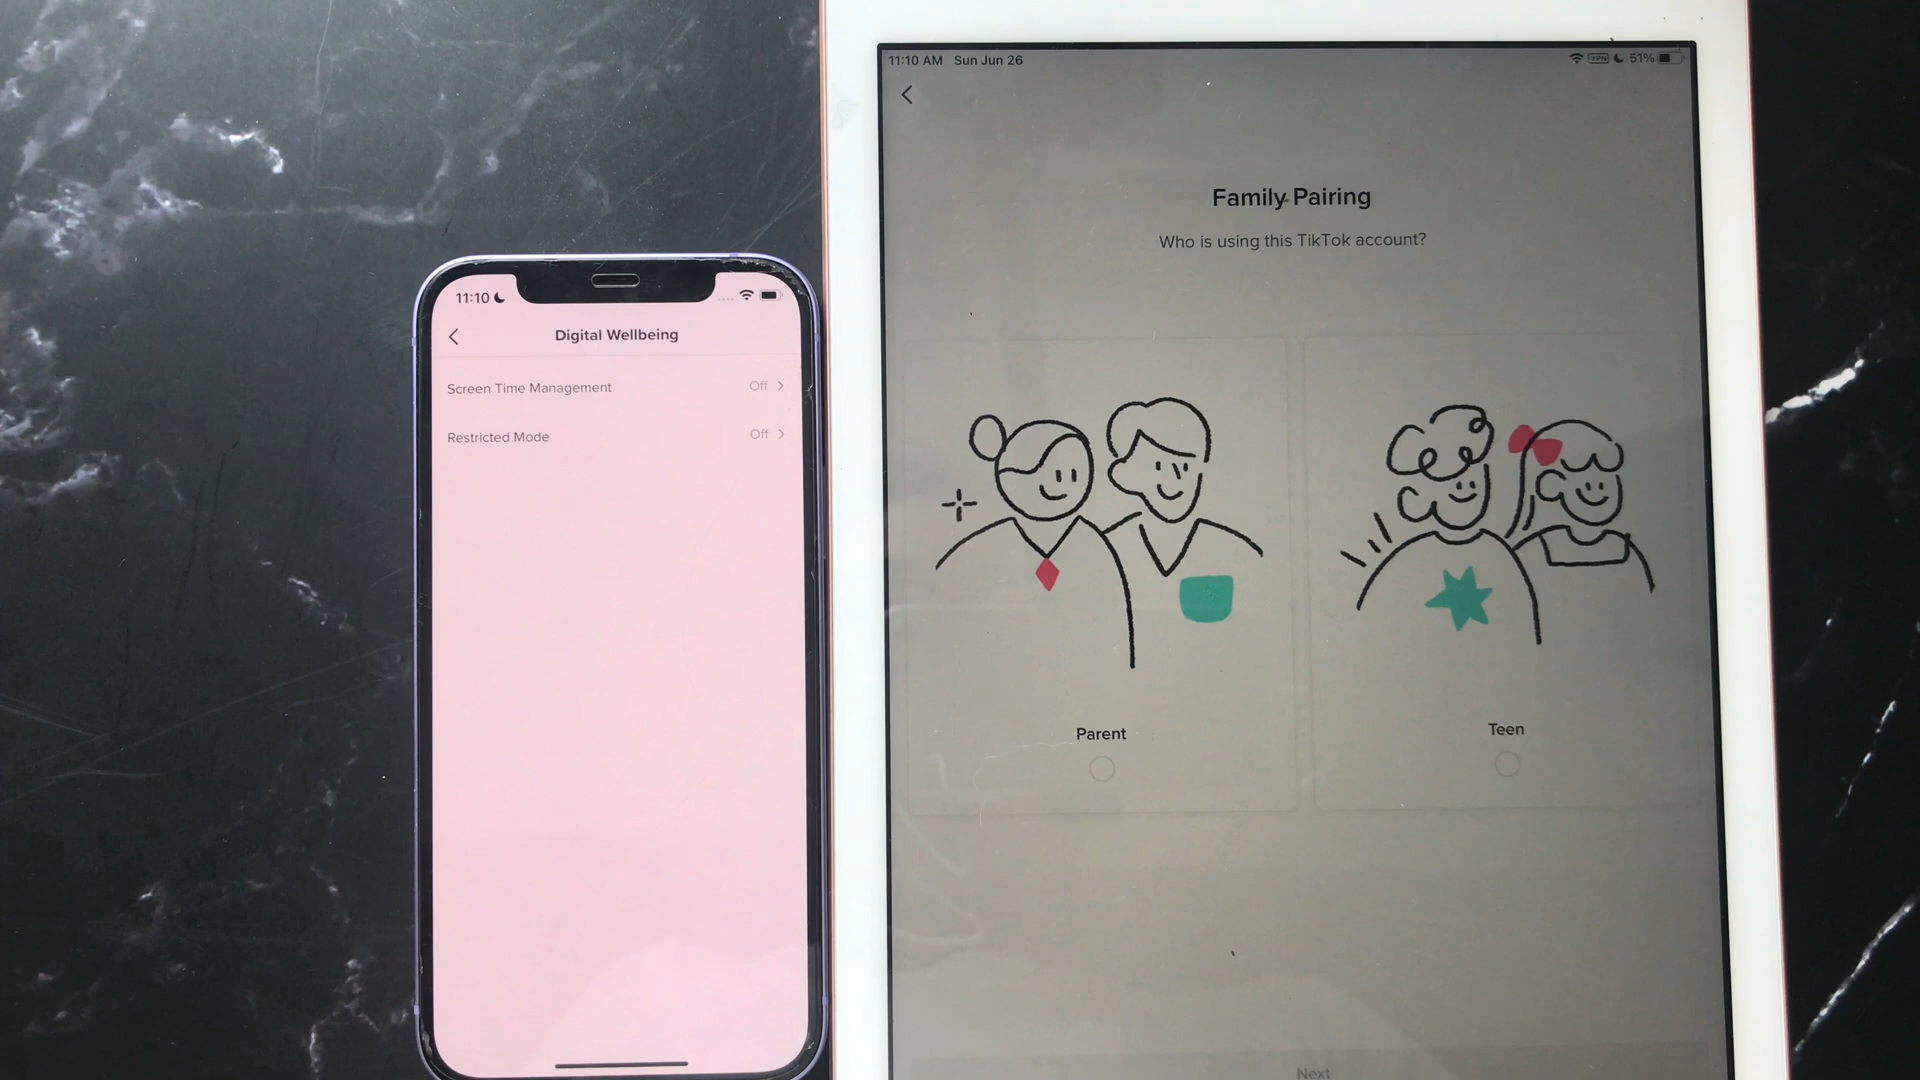 11:10
Digital Wellbeing
Screen Time Management Off
Restricted Mode Off
11:10 AM Sun Jun 26
VPN 51%
Family Pairing
Who is using this TikTok account?
Parent
Teen
Next